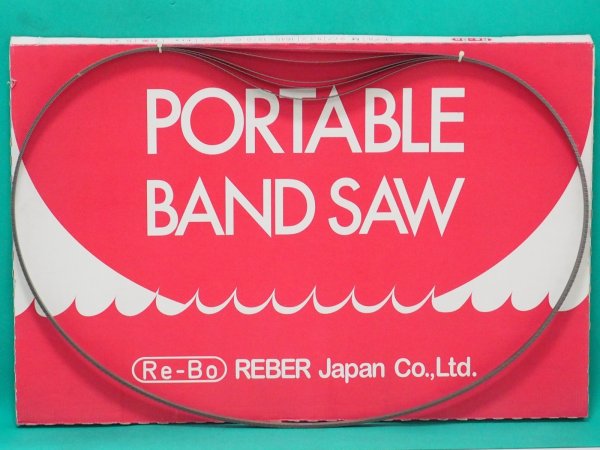 PORTABLE
BAND SAW
Re-Bo REBER Japan Co.,Ltd.